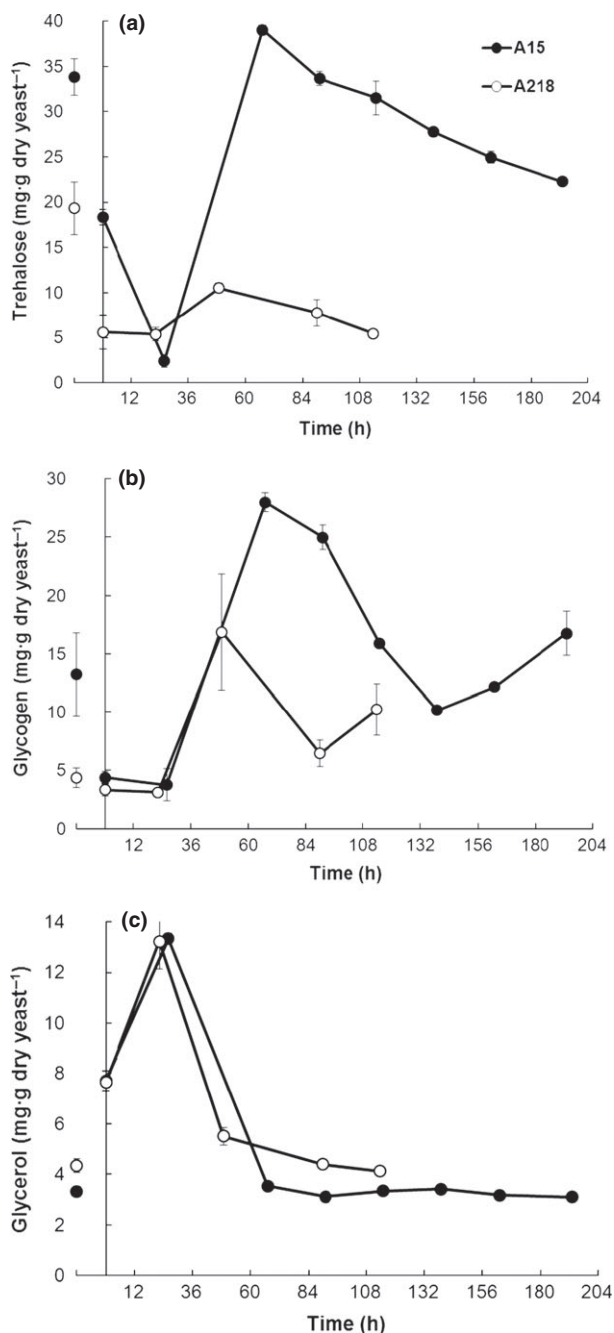 (a)
A15
A218
Trehalose (mg·g dry yeast⁻¹)
40
35
30
25
20
15
10
5
0
12 36 60 84 108 132 156 180 204
Time (h)
(b)
Glycogen (mg·g dry yeast⁻¹)
30
25
20
15
10
5
0
12 36 60 84 108 132 156 180 204
Time (h)
(c)
Glycerol (mg·g dry yeast⁻¹)
14
12
10
8
6
4
2
0
12 36 60 84 108 132 156 180 204
Time (h)